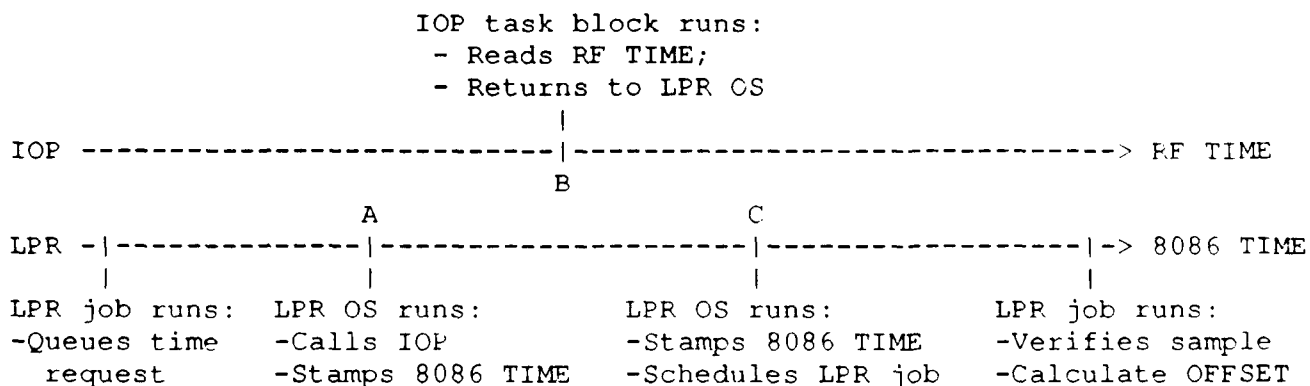 IOP task block runs:
- Reads RF TIME;
- Returns to LPR OS
|
IOP ----------------------------|--------------------------------> RF TIME
B
A C
LPR -|---------------|----------------------|-------------------|-> 8086 TIME
| | | |
LPR job runs: LPR OS runs: LPR OS runs: LPR job runs:
-Queues time -Calls IOP -Stamps 8086 TIME -Verifies sample
request -Stamps 8086 TIME -Schedules LPR job -Calculate OFFSET